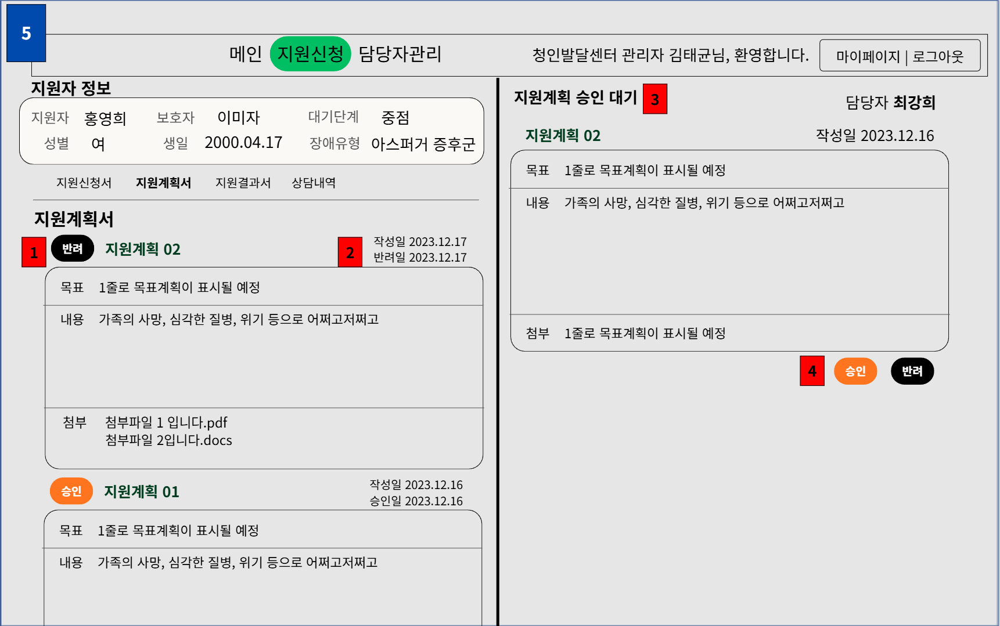 5
메인 지원신청 담당자관리
청인발달센터 관리자 김태균님, 환영합니다.
마이페이지 | 로그아웃
지원자 정보
지원자 홍영희 보호자 이미자 대기단계 중점
성별 여 생일 2000.04.17 장애유형 아스퍼거 증후군
지원신청서 지원계획서 지원결과서 상담내역
지원계획서
1 반려 지원계획 02 2
작성일 2023.12.17
반려일 2023.12.17
목표 1줄로 목표계획이 표시될 예정
내용 가족의 사망, 심각한 질병, 위기 등으로 어쩌고저쩌고
첨부 첨부파일 1 입니다.pdf
첨부파일 2입니다.docs
승인 지원계획 01
작성일 2023.12.16
승인일 2023.12.16
목표 1줄로 목표계획이 표시될 예정
내용 가족의 사망, 심각한 질병, 위기 등으로 어쩌고저쩌고
지원계획 승인 대기 3
담당자 최강희
지원계획 02 작성일 2023.12.16
목표 1줄로 목표계획이 표시될 예정
내용 가족의 사망, 심각한 질병, 위기 등으로 어쩌고저쩌고
첨부 1줄로 목표계획이 표시될 예정
4 승인 반려